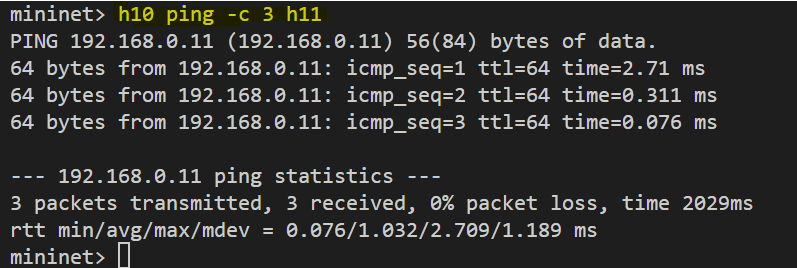 mininet> h10 ping -c 3 h11
PING 192.168.0.11 (192.168.0.11) 56(84) bytes of data.
64 bytes from 192.168.0.11: icmp_seq=1 ttl=64 time=2.71 ms
64 bytes from 192.168.0.11: icmp_seq=2 ttl=64 time=0.311 ms
64 bytes from 192.168.0.11: icmp_seq=3 ttl=64 time=0.076 ms

--- 192.168.0.11 ping statistics ---
3 packets transmitted, 3 received, 0% packet loss, time 2029ms
rtt min/avg/max/mdev = 0.076/1.032/2.709/1.189 ms
mininet>